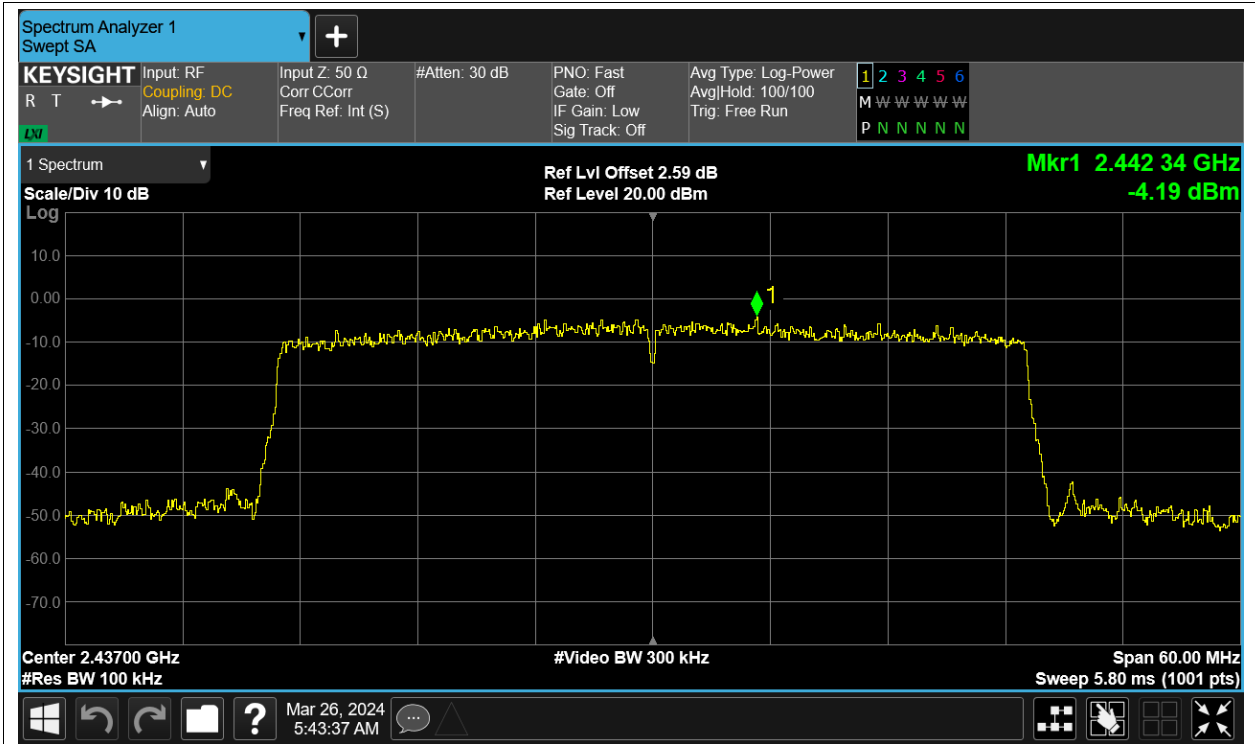 Spectrum Analyzer 1
Swept SA
KEYSIGHT
R T
LXI
Input: RF
Coupling: DC
Align: Auto
Input Z: 50 Ω
Corr CCorr
Freq Ref: Int (S)
#Atten: 30 dB
PNO: Fast
Gate: Off
IF Gain: Low
Sig Track: Off
Avg Type: Log-Power
Avg|Hold: 100/100
Trig: Free Run
1 2 3 4 5 6
M W W W W W
P N N N N N
1 Spectrum
Scale/Div 10 dB
Log
Ref Lvl Offset 2.59 dB
Ref Level 20.00 dBm
Mkr1 2.442 34 GHz
-4.19 dBm
10.0
0.00
-10.0
-20.0
-30.0
-40.0
-50.0
-60.0
-70.0
1
Center 2.43700 GHz
#Res BW 100 kHz
#Video BW 300 kHz
Span 60.00 MHz
Sweep 5.80 ms (1001 pts)
?
Mar 26, 2024
5:43:37 AM